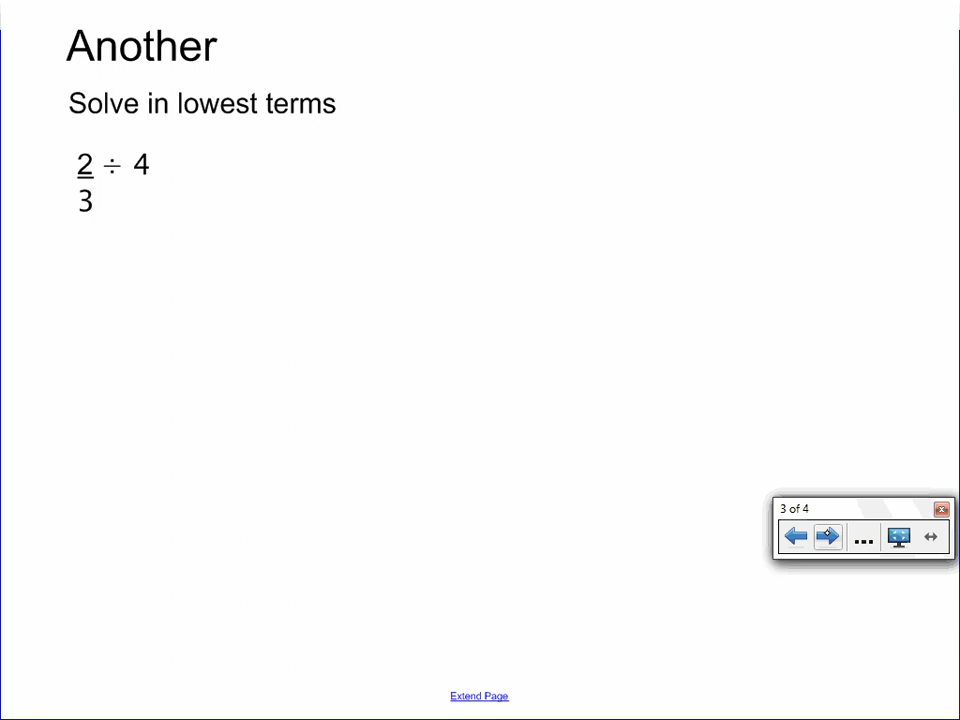 Another
Solve in lowest terms
2 ÷ 4
3
3 of 4
...
Extend Page